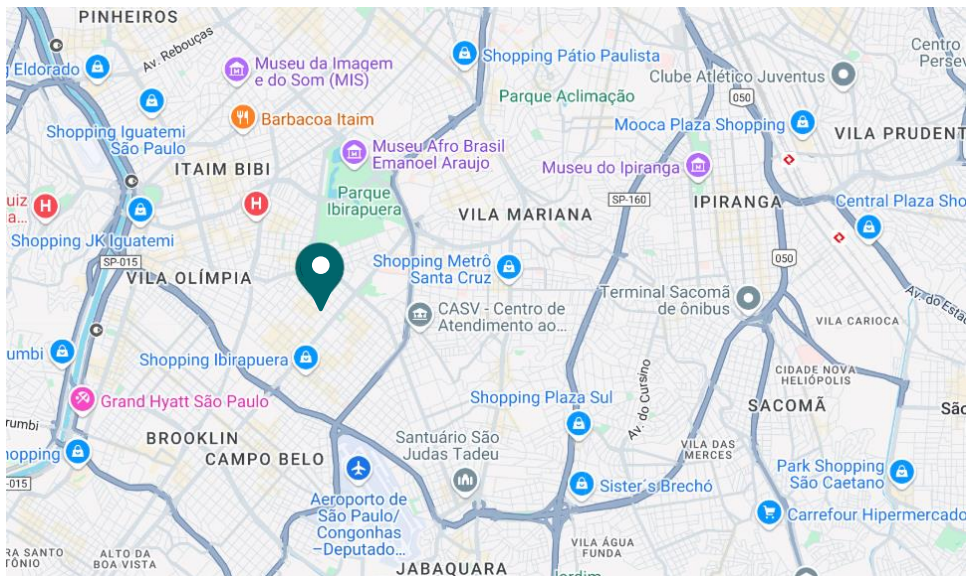 PINHEIROS
Av. Rebouças
Eldorado
Museu da Imagem
e do Som (MIS)
Shopping Pátio Paulista
Centro
Persev
Clube Atlético Juventus
Parque Aclimação
050
Shopping Iguatemi
São Paulo
Barbacoa Itaim
Mooca Plaza Shopping
VILA PRUDENT
Museu Afro Brasil
Emanoel Araujo
ITAIM BIBI
Museu do Ipiranga
Parque
Ibirapuera
H
H
SP-160
IPIRANGA
VILA MARIANA
Central Plaza Sho
Shopping JK Iguatemi
SP-015
Shopping Metrô
Santa Cruz
050
VILA OLÍMPIA
Terminal Sacomã
de ônibus
Av. do Estado
CASV - Centro de
Atendimento ao...
VILA CARIOCA
Shopping Ibirapuera
CIDADE NOVA
HELIÓPOLIS
Av. do Cursino
Grand Hyatt São Paulo
Shopping Plaza Sul
SACOMÃ
São
BROOKLIN
Santuário São
Judas Tadeu
VILA DAS
MERCES
CAMPO BELO
Park Shopping
São Caetano
Aeroporto de
São Paulo/
Congonhas
–Deputado...
Sister´s Brechó
Carrefour Hipermercado
VILA ÁGUA
FUNDA
ALTO DA
BOA VISTA
JABAQUARA
Jardim